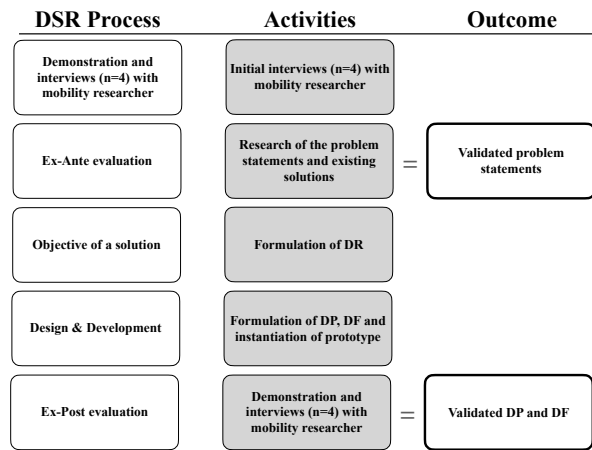 DSR Process
Activities
Outcome
Demonstration and
interviews (n=4) with
mobility researcher
Initial interviews (n=4) with
mobility researcher
Ex-Ante evaluation
Research of the problem
statements and existing
solutions
=
Validated problem
statements
Objective of a solution
Formulation of DR
Design & Development
Formulation of DP, DF and
instantiation of prototype
Ex-Post evaluation
Demonstration and
interviews (n=4) with
mobility researcher
=
Validated DP and DF